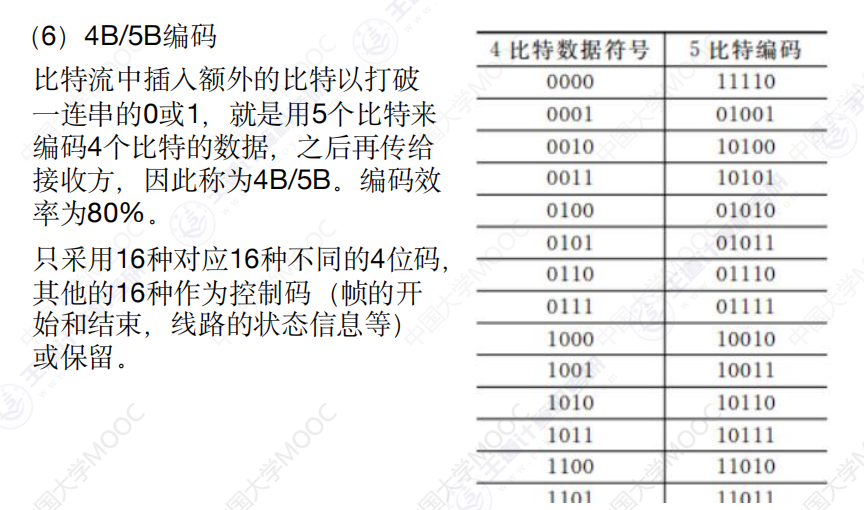 （6）4B/5B编码
比特流中插入额外的比特以打破
一连串的0或1，就是用5个比特来
编码4个比特的数据，之后再传给
接收方，因此称为4B/5B。编码效
率为80%。
只采用16种对应16种不同的4位码，
其他的16种作为控制码（帧的开
始和结束，线路的状态信息等）
或保留。
4 比特数据符号 5 比特编码
0000 11110
0001 01001
0010 10100
0011 10101
0100 01010
0101 01011
0110 01110
0111 01111
1000 10010
1001 10011
1010 10110
1011 10111
1100 11010
1101 11011
中国大学MOOC